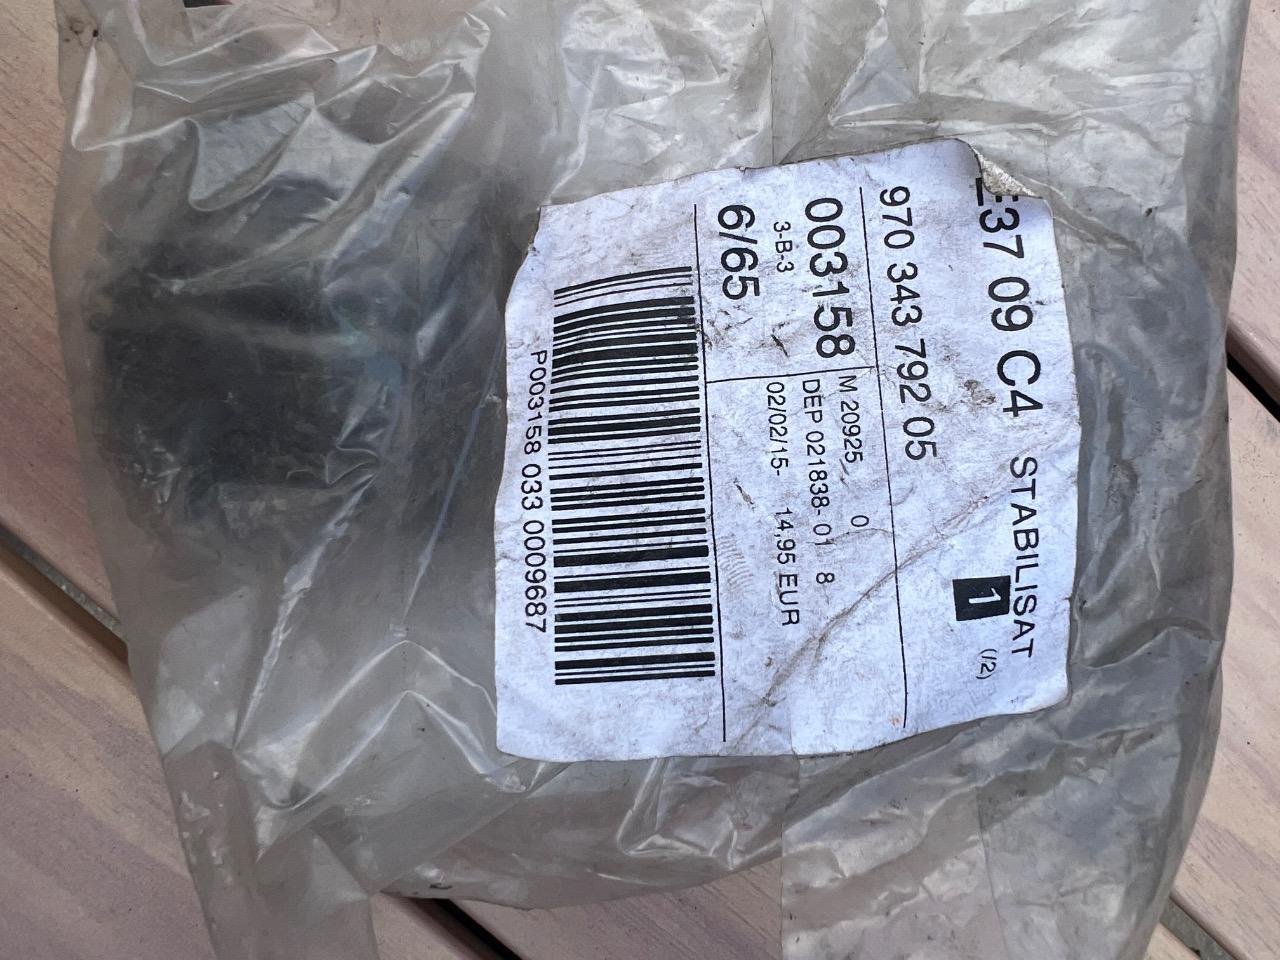 E37 09 C4 STABILISAT
1 (/2)
970 343 792 05
003158
3-B-3
6/65
M 20925 0
DEP 021838- 01 8
02/02/15- 14,95 EUR
P003158 033 0009687